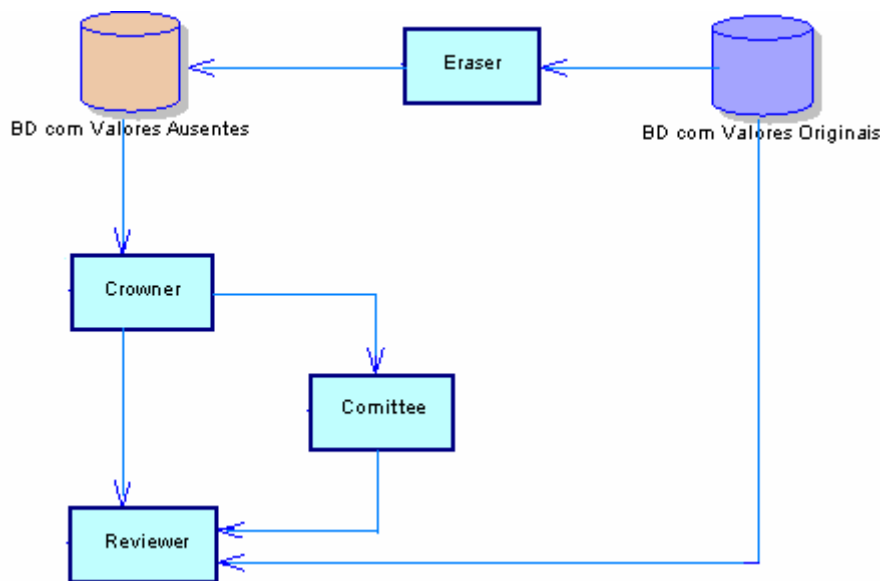 Eraser
BD com Valores Ausentes
BD com Valores Originais
Crowner
Comittee
Reviewer